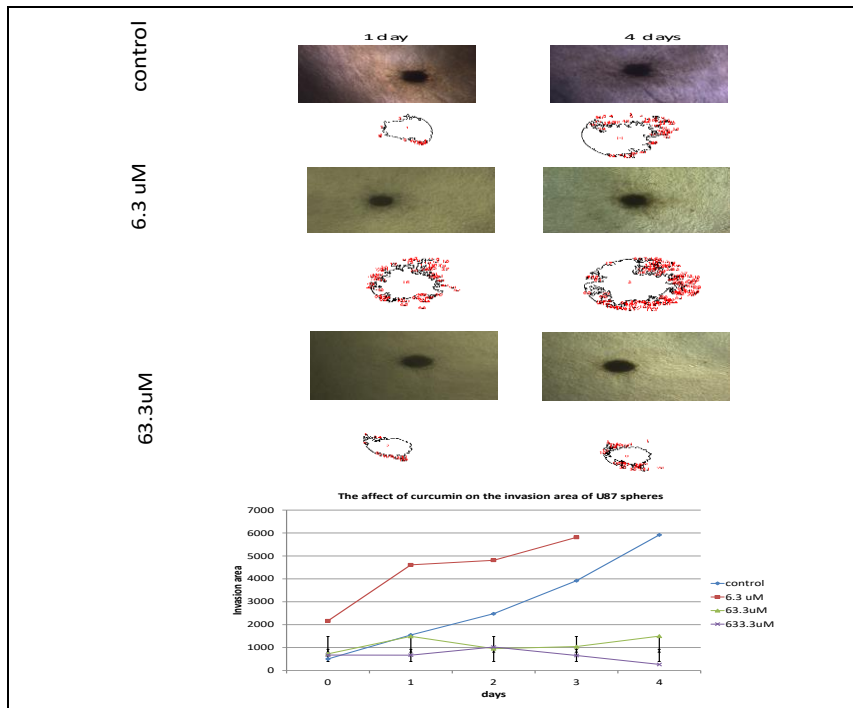 1 day 4 days
control
6.3 uM
63.3uM
The affect of curcumin on the invasion area of U87 spheres
7000
6000
5000
4000
3000
2000
1000
0
Invasion area
0 1 2 3 4
days
control
6.3 uM
63.3uM
633.3uM